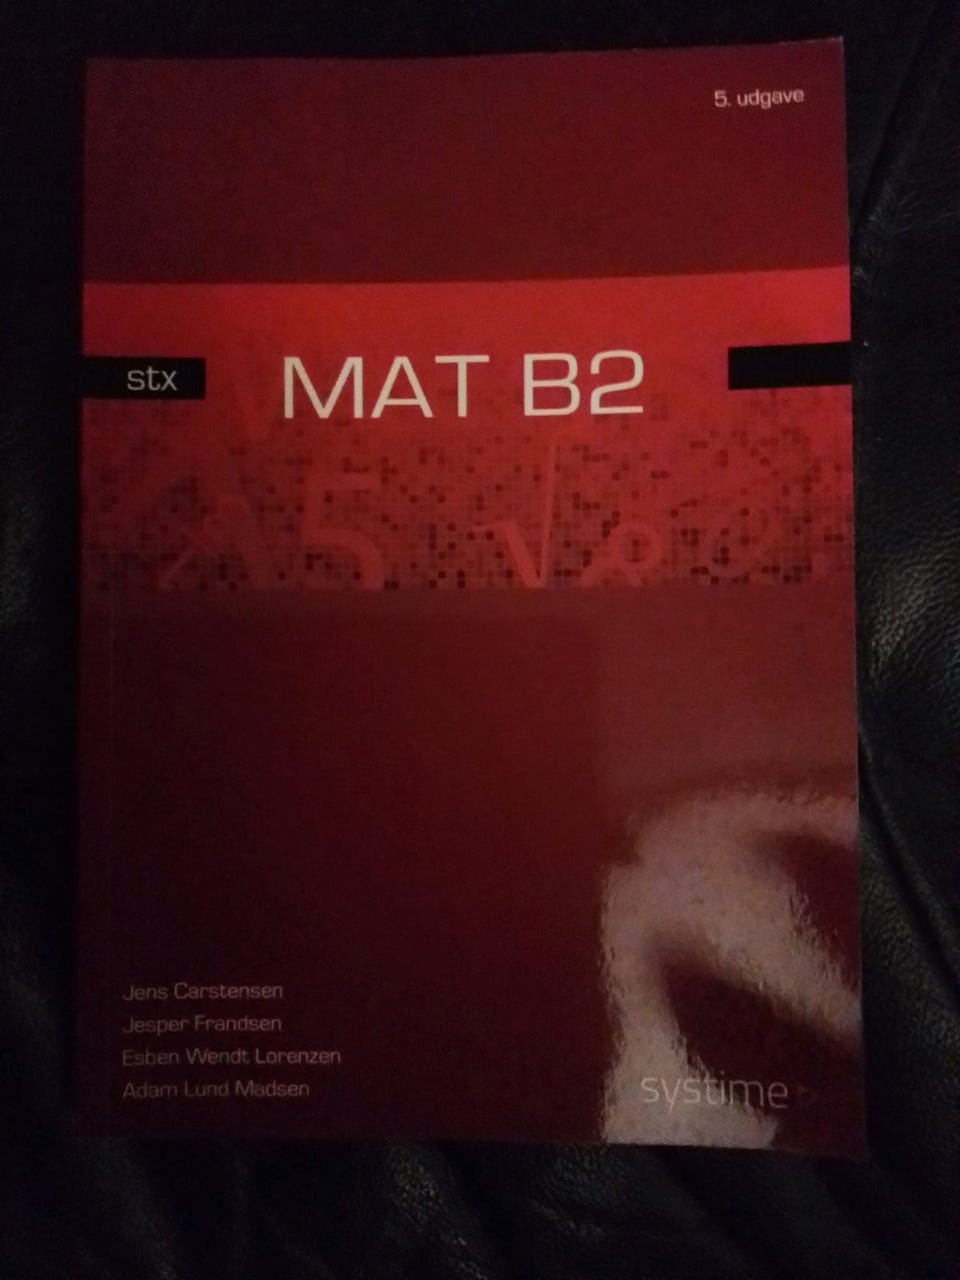 5. udgave
stx
MAT B2
Jens Carstensen
Jesper Frandsen
Esben Wendt Lorenzen
Adam Lund Madsen
systime